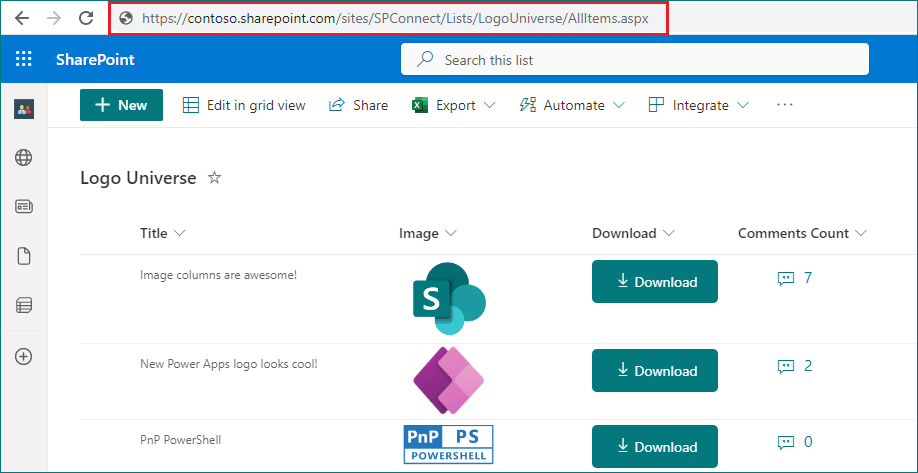 https://contoso.sharepoint.com/sites/SPConnect/Lists/LogoUniverse/AllItems.aspx
SharePoint Search this list
New Edit in grid view Share Export Automate Integrate ...
Logo Universe
Title Image Download Comments Count
Image columns are awesome! S Download 7
New Power Apps logo looks cool! Download 2
PnP PowerShell PnP PS POWERSHELL Download 0